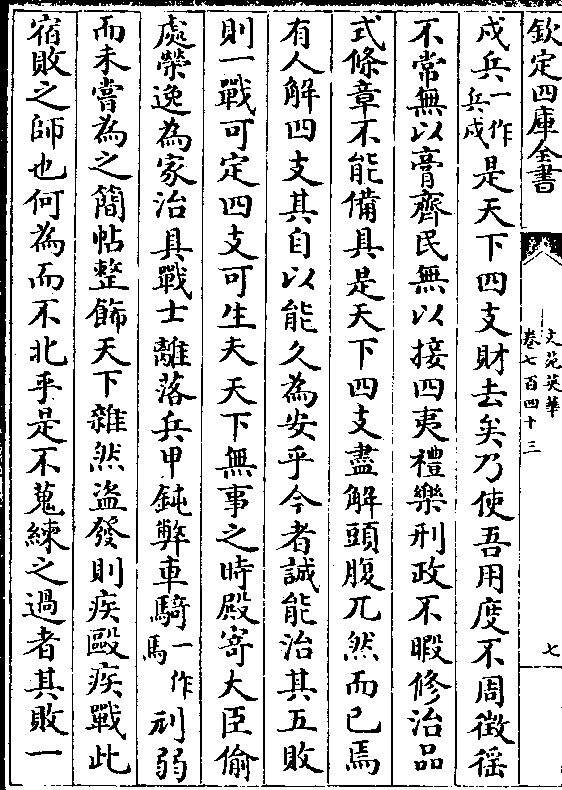 欽定四庫全書
文苑英華
卷七百四十三
七
戍兵一作兵戍是天下四支財去矣乃使吾用度不周徴徭
不常無以膏齊民無以接四夷禮樂刑政不暇修治品
式條章不能備具是天下四支盡解頭腹兀然而已焉
有人解四支其自以能久為安乎今者誠能治其五敗
則一戰可定四支可生夫天下無事之時殿寄大臣偷
處榮逸為家治具戰士離落兵甲鈍弊車騎一作馬刓弱
而未嘗為之簡帖整飾天下雜然盜發則疾毆疾戰此
宿敗之師也何為而不北乎是不蒐練之過者其敗一